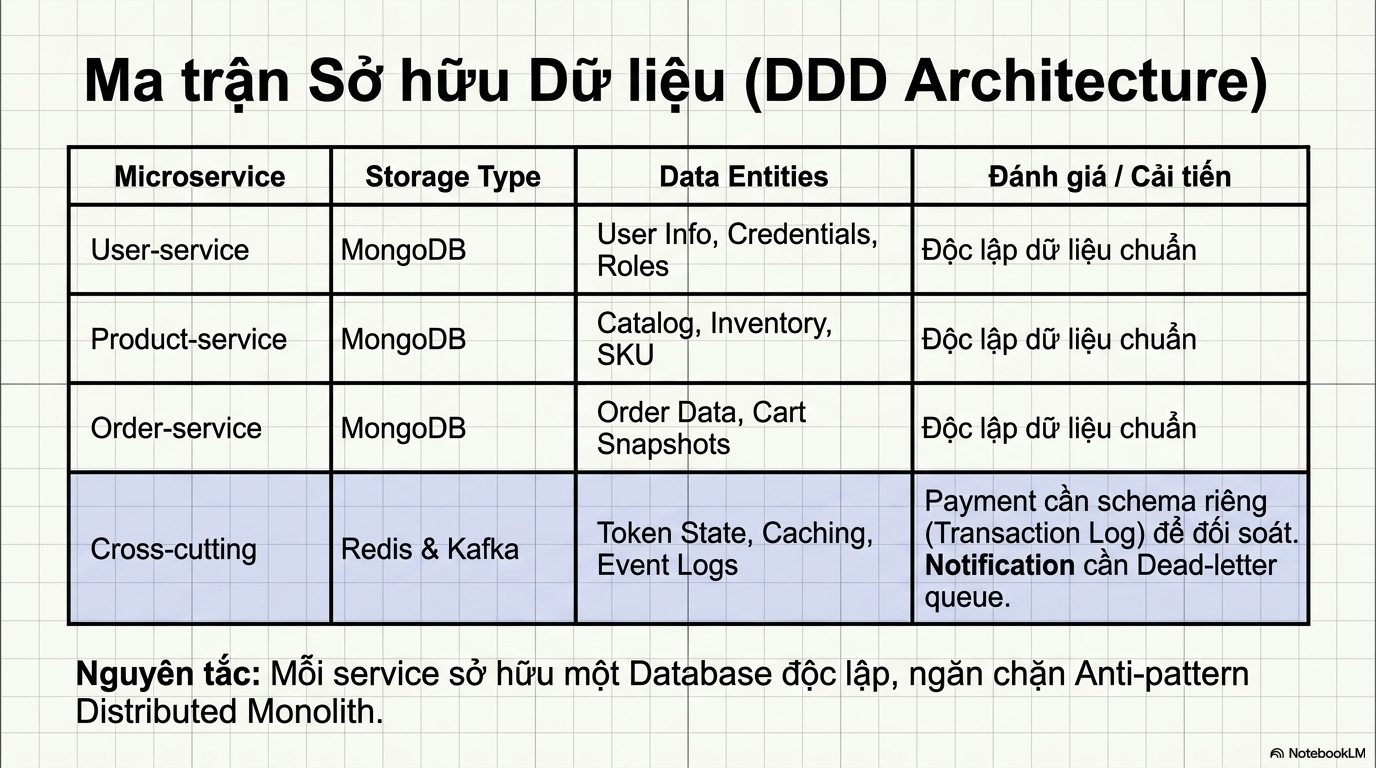 Ma trận Sở hữu Dữ liệu (DDD Architecture)
Microservice
Storage Type
Data Entities
Đánh giá / Cải tiến
User-service
MongoDB
User Info, Credentials,
Roles
Độc lập dữ liệu chuẩn
Product-service
MongoDB
Catalog, Inventory,
SKU
Độc lập dữ liệu chuẩn
Order-service
MongoDB
Order Data, Cart
Snapshots
Độc lập dữ liệu chuẩn
Cross-cutting
Redis & Kafka
Token State, Caching,
Event Logs
Payment cần schema riêng
(Transaction Log) để đối soát.
Notification cần Dead-letter
queue.
Nguyên tắc: Mỗi service sở hữu một Database độc lập, ngăn chặn Anti-pattern
Distributed Monolith.
NotebookLM